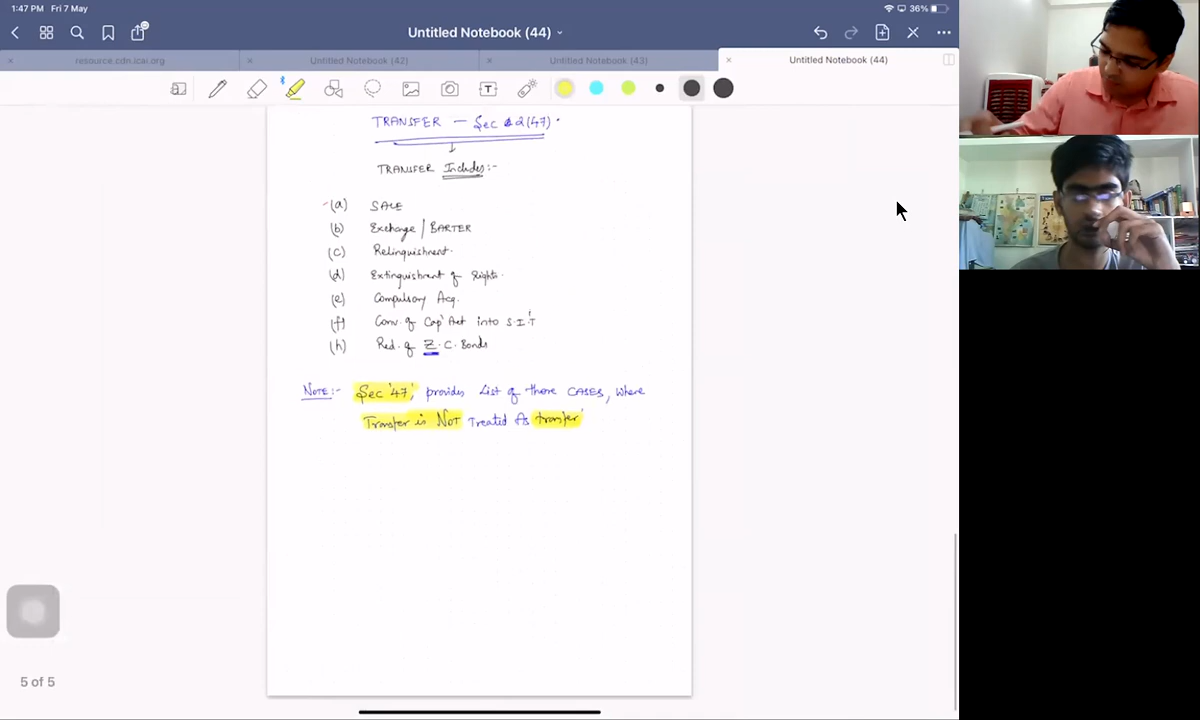 1:47 PM Fri 7 May
36%
Untitled Notebook (44)
resource.cdn.icai.org
Untitled Notebook (42)
Untitled Notebook (43)
Untitled Notebook (44)
TRANSFER — Sec 2(47).
TRANSFER Includes:-
(a) SALE
(b) Exchange / BARTER
(c) Relinquishment.
(d) Extinguishment of Rights.
(e) Compulsory Acq.
(f) Conv. of Cap' Asset into S.I.T
(h) Red. of Z.C. Bonds
NOTE:- Sec '47', provides List of those CASES, where
Transfer is NOT treated As 'transfer'
5 of 5